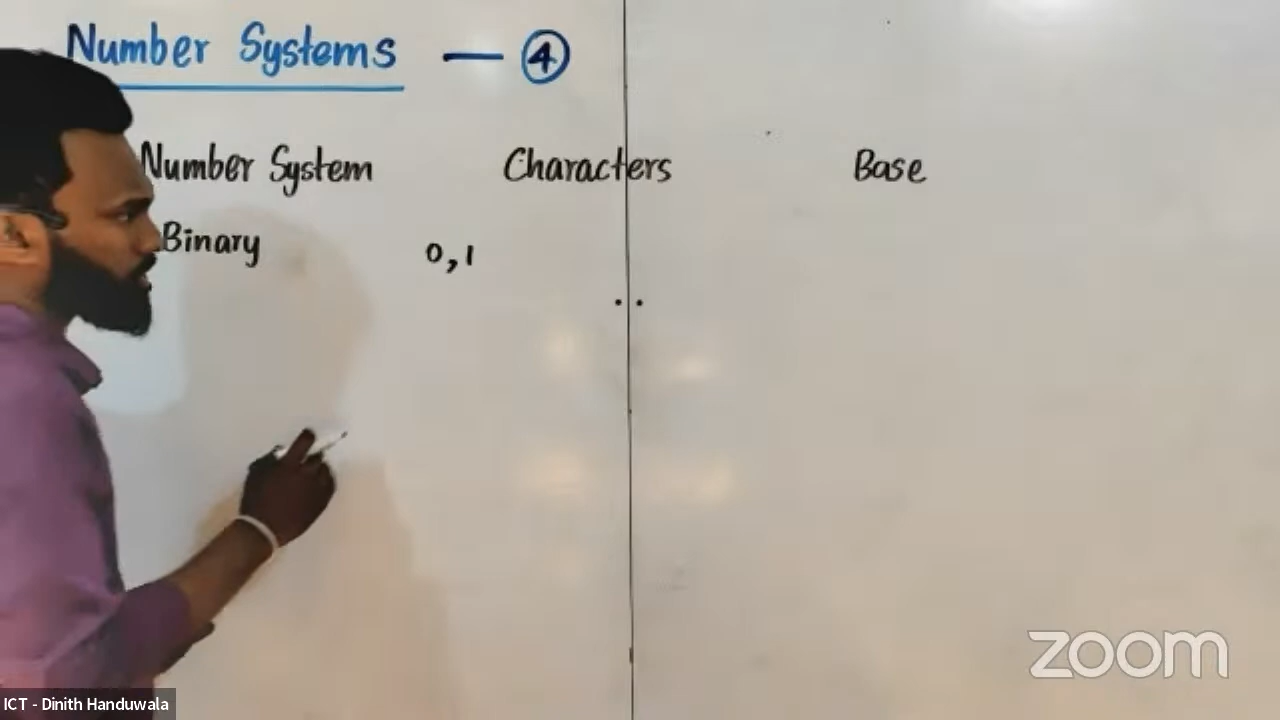 Number Systems — ④
Number System Characters Base
Binary 0,1
zoom
ICT - Dinith Handuwala